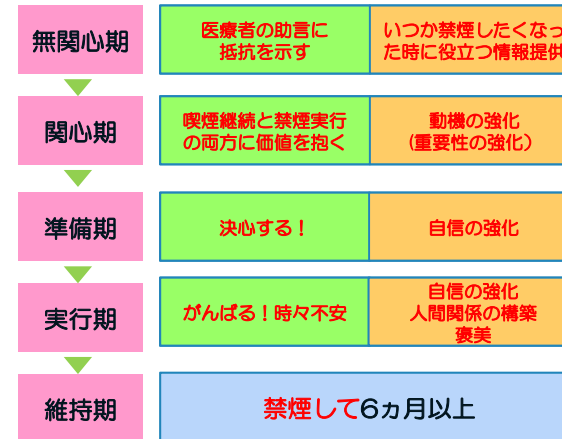 無関心期
医療者の助言に
抵抗を示す
いつか禁煙したくなっ
た時に役立つ情報提供
関心期
喫煙継続と禁煙実行
の両方に価値を抱く
動機の強化
(重要性の強化)
準備期
決心する！
自信の強化
実行期
がんばる！時々不安
自信の強化
人間関係の構築
褒美
維持期
禁煙して6ヵ月以上